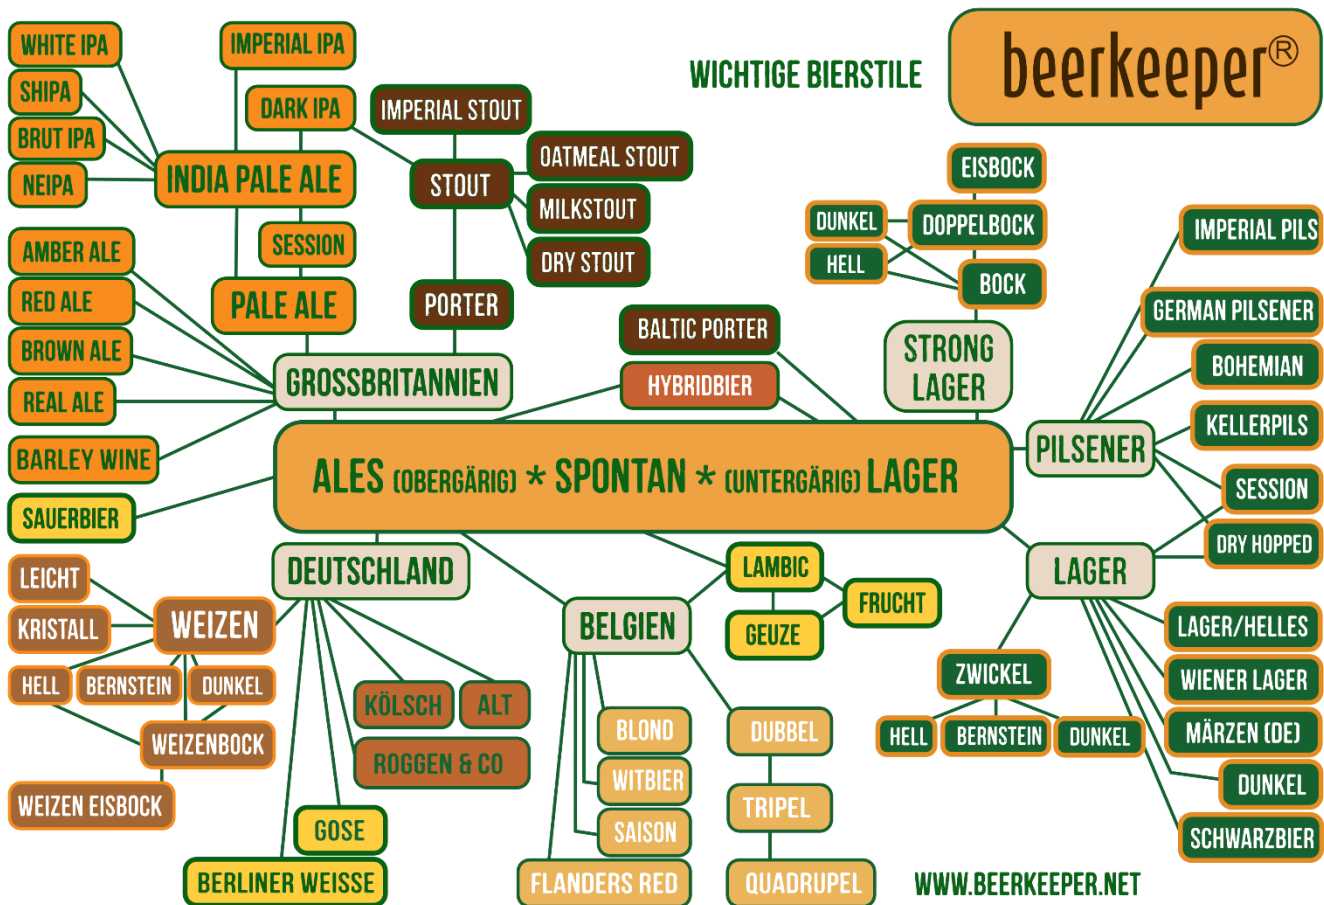 WICHTIGE BIERSTILE
beerkeeper®
WHITE IPA
SHIPA
BRUT IPA
NEIPA
IMPERIAL IPA
DARK IPA
INDIA PALE ALE
SESSION
PALE ALE
IMPERIAL STOUT
STOUT
OATMEAL STOUT
MILKSTOUT
DRY STOUT
PORTER
AMBER ALE
RED ALE
BROWN ALE
REAL ALE
BARLEY WINE
SAUERBIER
GROSSBRITANNIEN
BALTIC PORTER
HYBRIDBIER
EISBOCK
DUNKEL
DOPPELBOCK
HELL
BOCK
STRONG
LAGER
IMPERIAL PILS
GERMAN PILSENER
BOHEMIAN
KELLERPILS
PILSENER
SESSION
DRY HOPPED
ALES (OBERGÄRIG) * SPONTAN * (UNTERGÄRIG) LAGER
DEUTSCHLAND
LEICHT
KRISTALL
WEIZEN
HELL
BERNSTEIN
DUNKEL
WEIZENBOCK
WEIZEN EISBOCK
KÖLSCH
ALT
ROGGEN & CO
GOSE
BERLINER WEISSE
BELGIEN
LAMBIC
GEUZE
FRUCHT
BLOND
WITBIER
SAISON
FLANDERS RED
DUBBEL
TRIPEL
QUADRUPEL
LAGER
ZWICKEL
HELL
BERNSTEIN
DUNKEL
LAGER/HELLES
WIENER LAGER
MÄRZEN (DE)
DUNKEL
SCHWARZBIER
WWW.BEERKEEPER.NET